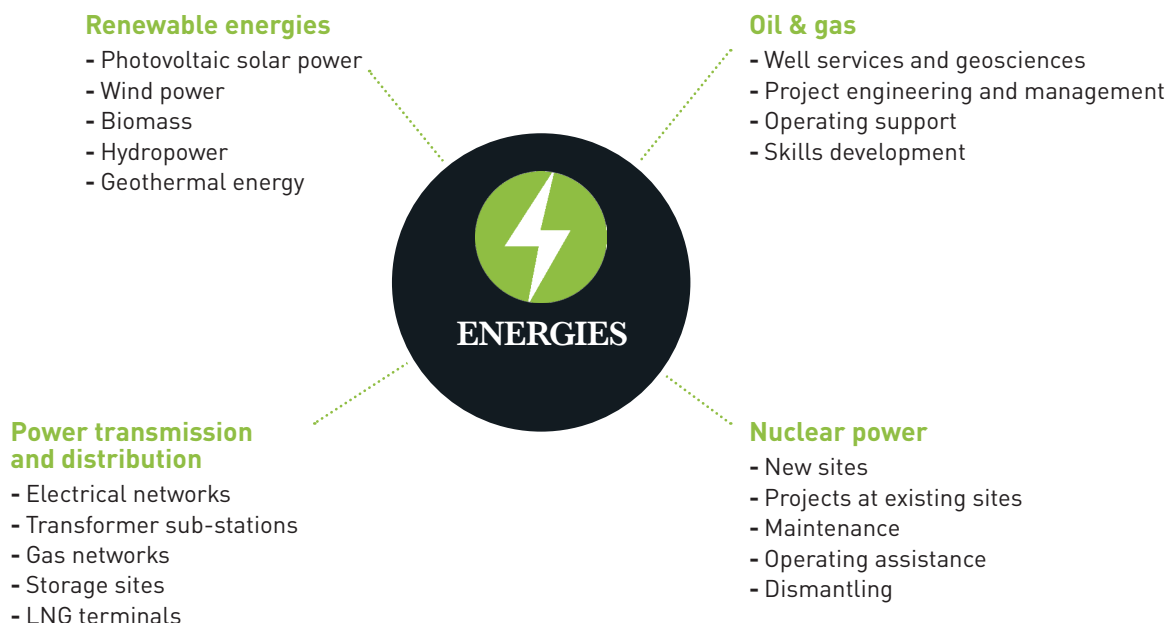 Renewable energies
- Photovoltaic solar power
- Wind power
- Biomass
- Hydropower
- Geothermal energy
Oil & gas
- Well services and geosciences
- Project engineering and management
- Operating support
- Skills development
ENERGIES
Power transmission
and distribution
- Electrical networks
- Transformer sub-stations
- Gas networks
- Storage sites
- LNG terminals
Nuclear power
- New sites
- Projects at existing sites
- Maintenance
- Operating assistance
- Dismantling